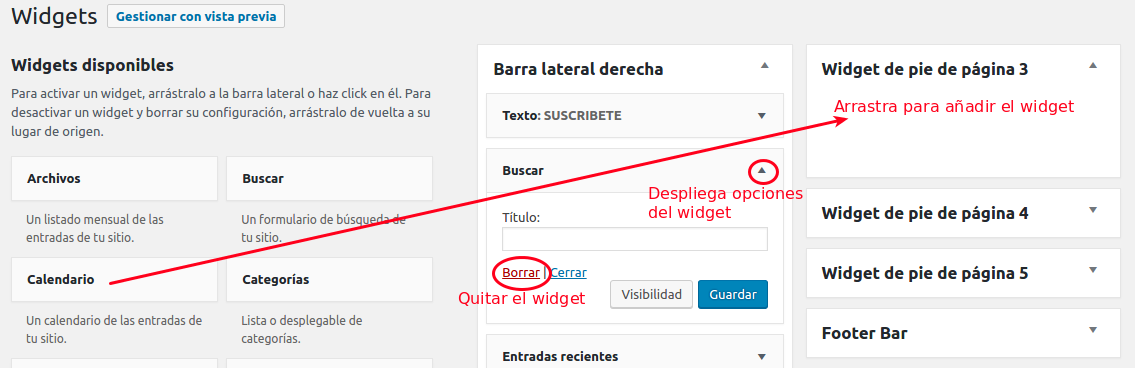 Widgets
Gestionar con vista previa
Widgets disponibles
Para activar un widget, arrástralo a la barra lateral o haz click en él. Para
desactivar un widget y borrar su configuración, arrástralo de vuelta a su
lugar de origen.
Archivos
Buscar
Un listado mensual de las
entradas de tu sitio.
Un formulario de búsqueda de
tu sitio.
Calendario
Categorías
Un calendario de las entradas de
tu sitio.
Lista o desplegable de
categorías.
Barra lateral derecha
Texto: SUSCRIBETE
Buscar
Despliega opciones
del widget
Título:
Borrar | Cerrar
Quitar el widget
Visibilidad
Guardar
Entradas recientes
Widget de pie de página 3
Arrastra para añadir el widget
Widget de pie de página 4
Widget de pie de página 5
Footer Bar